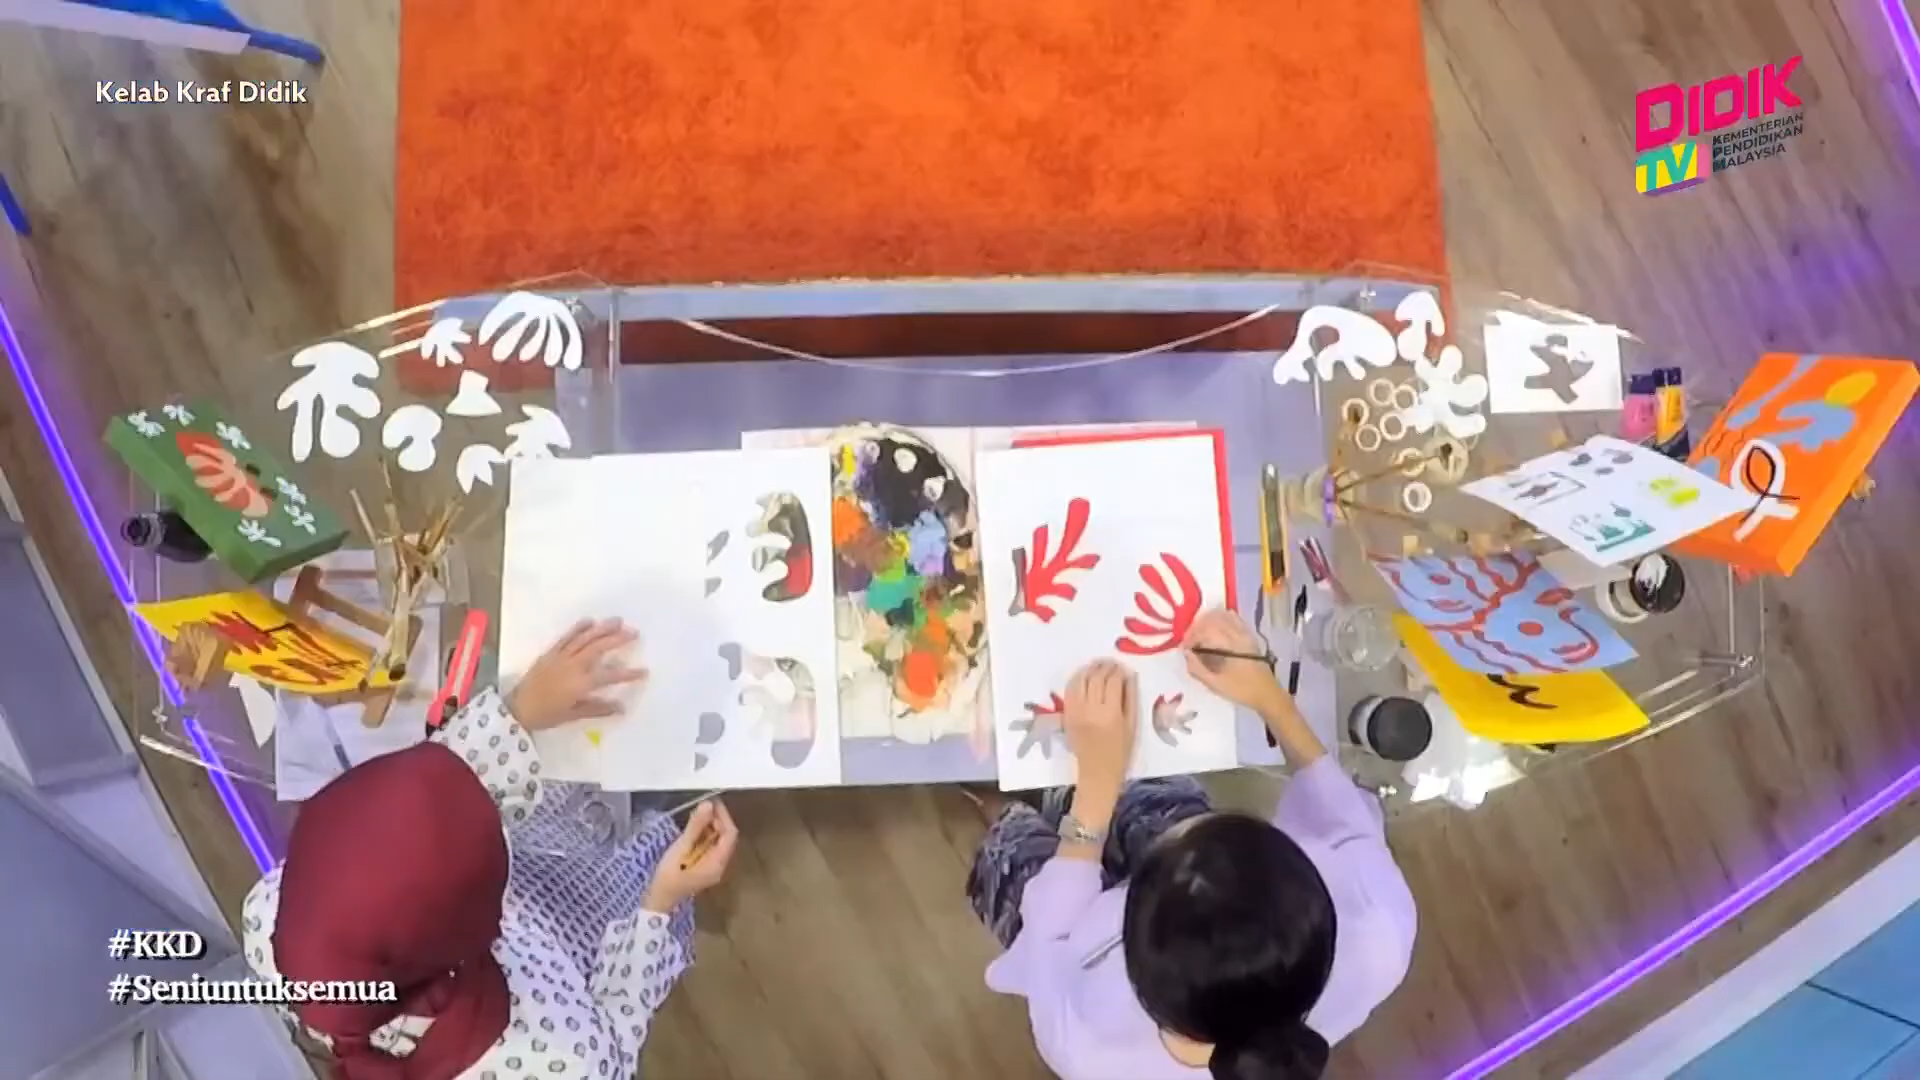 Kelab Kraf Didik
DIDIK
TV
KEMENTERIAN
PENDIDIKAN
MALAYSIA
#KKD
#Seniuntuksemua